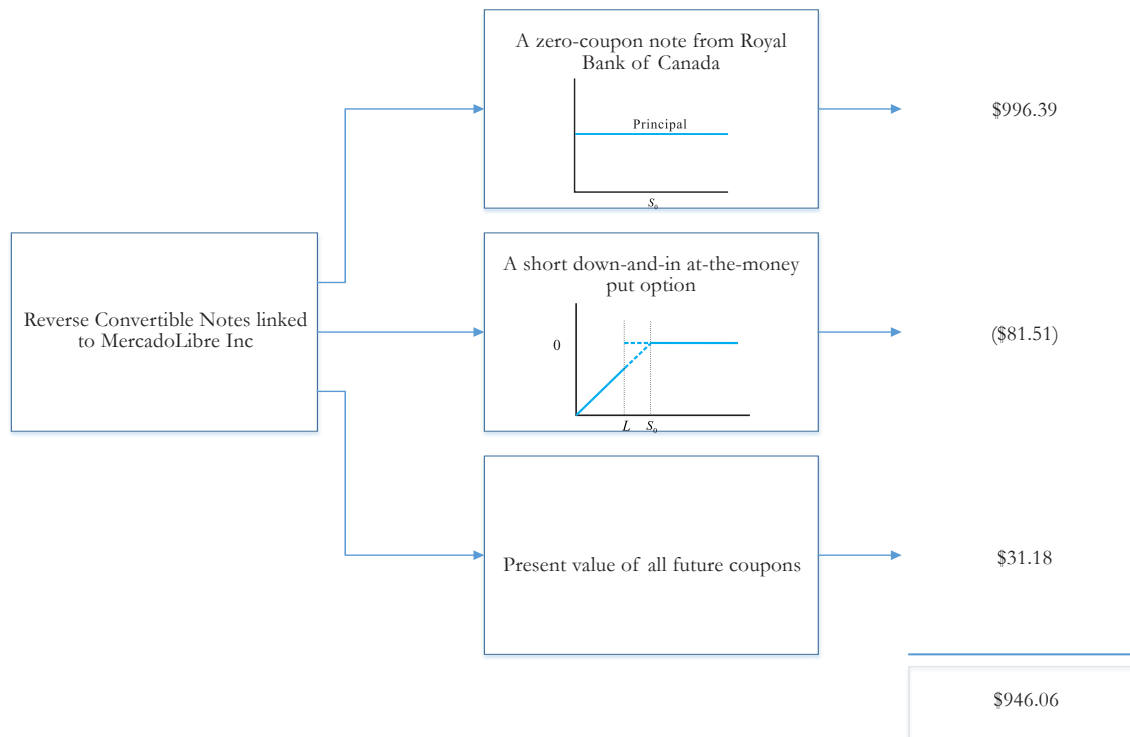 A zero-coupon note from Royal
Bank of Canada
Principal
S₀
$996.39
Reverse Convertible Notes linked
to MercadoLibre Inc
A short down-and-in at-the-money
put option
0
L S₀
($81.51)
Present value of all future coupons
$31.18
$946.06